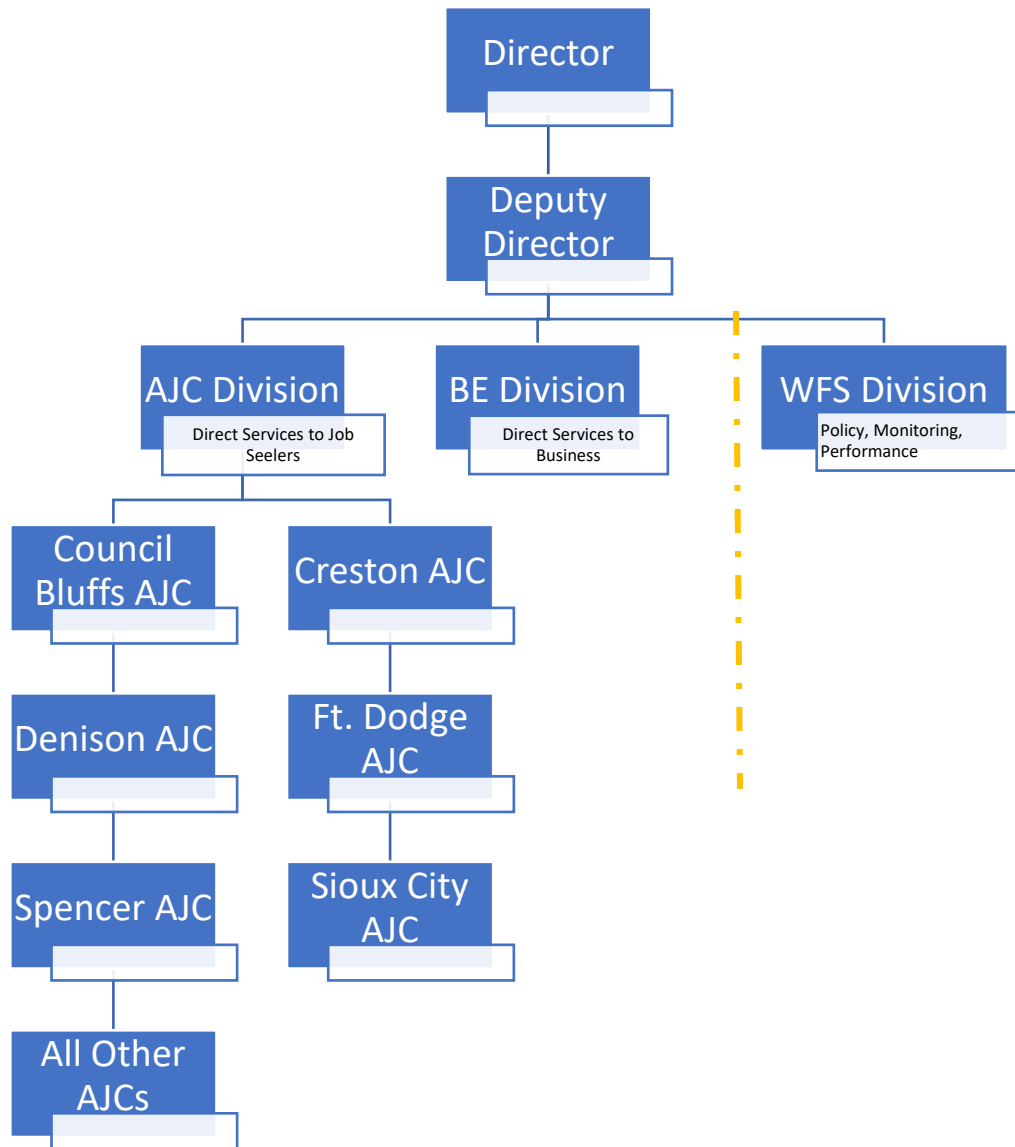 Director
Deputy
Director
AJC Division
Direct Services to Job
Seelers
BE Division
Direct Services to
Business
WFS Division
Policy, Monitoring,
Performance
Council
Bluffs AJC
Creston AJC
Denison AJC
Ft. Dodge
AJC
Spencer AJC
Sioux City
AJC
All Other
AJCs